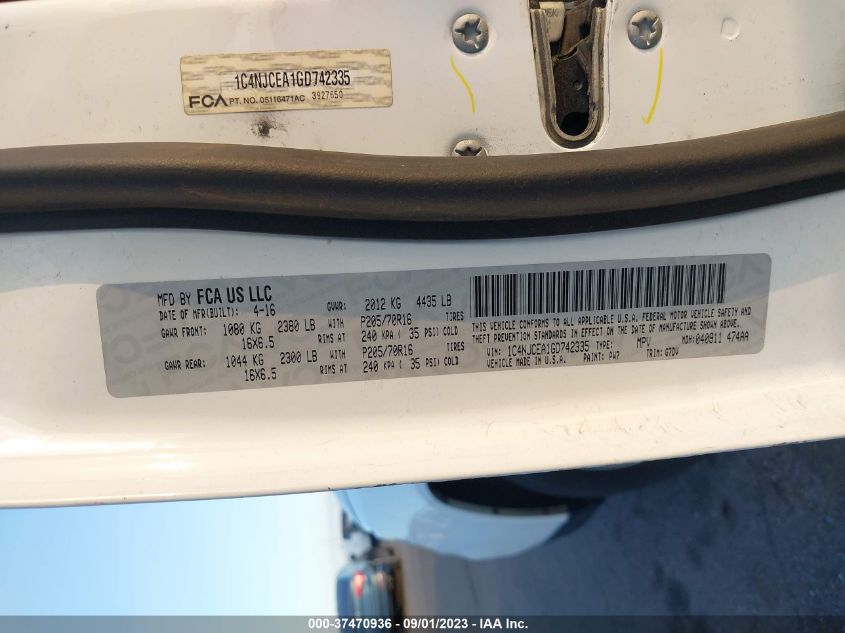 1C4NJCEA1GD742335
FCA PT. NO. 05116471AC 3927650
MFD BY FCA US LLC
DATE OF MFR(BUILT): 4-16 GVWR: 2012 KG 4435 LB
GAWR FRONT: 1080 KG 2380 LB WITH P205/70R16 TIRES
16X6.5 RIMS AT 240 KPA ( 35 PSI) COLD
GAWR REAR: 1044 KG 2300 LB WITH P205/70R16 TIRES
16X6.5 RIMS AT 240 KPA ( 35 PSI) COLD
THIS VEHICLE CONFORMS TO ALL APPLICABLE U.S.A. FEDERAL MOTOR VEHICLE SAFETY AND
THEFT PREVENTION STANDARDS IN EFFECT ON THE DATE OF MANUFACTURE SHOWN ABOVE.
VIN: 1C4NJCEA1GD742335 TYPE: MPV MDH: 040911 474AA
VEHICLE MADE IN U.S.A. PAINT: PW7 TRIM: G7DV
000-37470936 - 09/01/2023 - IAA Inc.